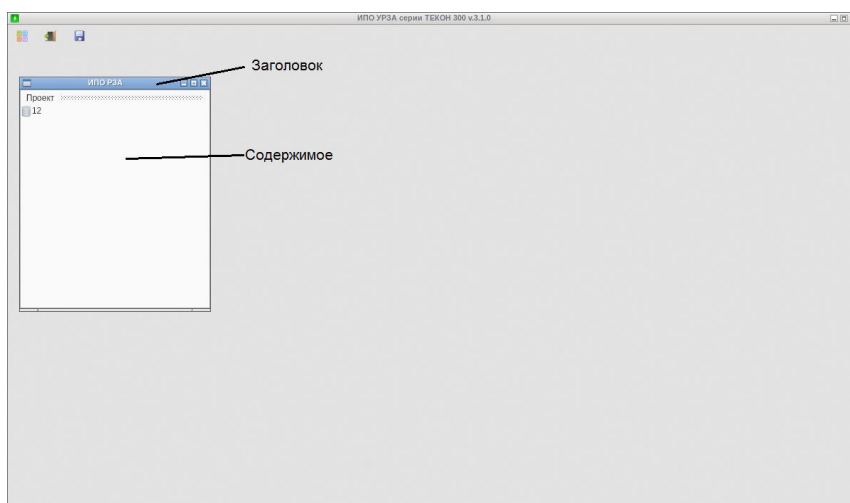 ИПО УРЗА серии ТЕКОН 300 v.3.1.0
Заголовок
ИПО РЗА
Проект
12
Содержимое